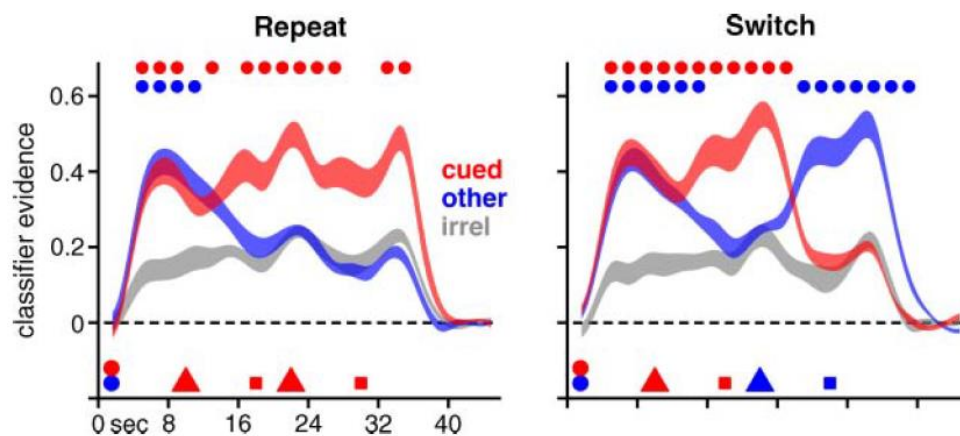 Repeat
Switch
classifier evidence
0.6
0.4
0.2
0
cued
other
irrel
0 sec 8 16 24 32 40